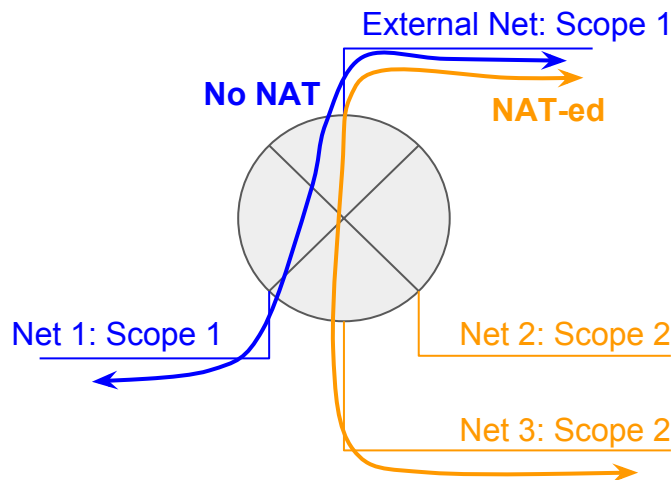 External Net: Scope 1
No NAT
NAT-ed
Net 1: Scope 1
Net 2: Scope 2
Net 3: Scope 2